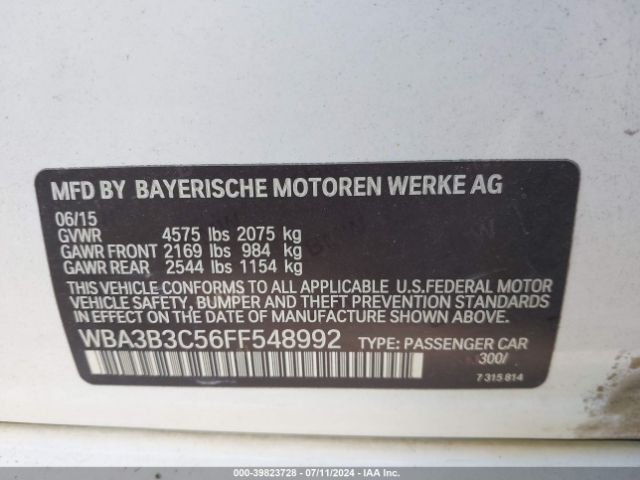 MFD BY BAYERISCHE MOTOREN WERKE AG
06/15
GVWR 4575 lbs 2075 kg
GAWR FRONT 2169 lbs 984 kg
GAWR REAR 2544 lbs 1154 kg
THIS VEHICLE CONFORMS TO ALL APPLICABLE U.S.FEDERAL MOTOR
VEHICLE SAFETY, BUMPER AND THEFT PREVENTION STANDARDS
IN EFFECT ON THE DATE OF MANUFACTURE SHOWN ABOVE.
WBA3B3C56FF548992 TYPE: PASSENGER CAR
300/
7 315 814
000-39823728 - 07/11/2024 - IAA Inc.